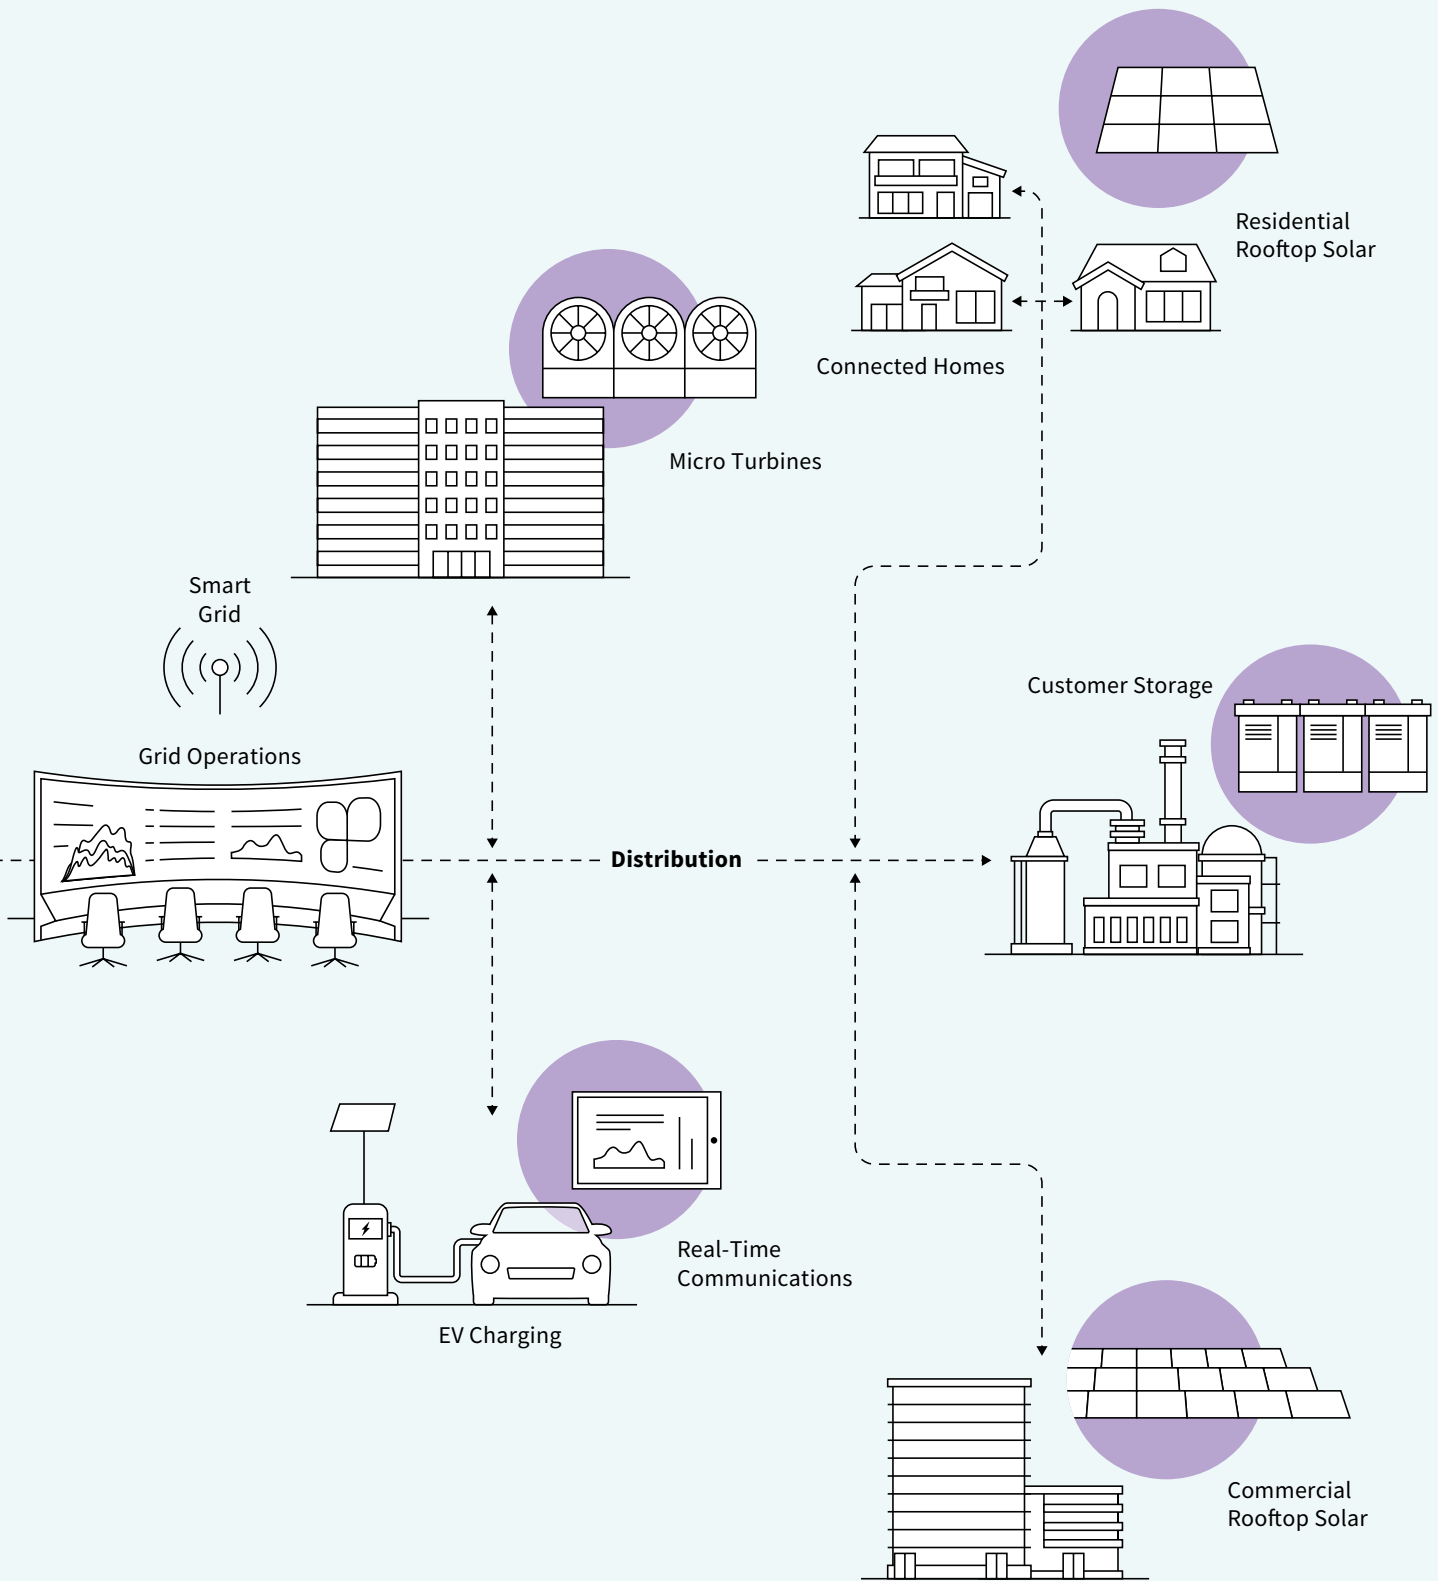 Residential
Rooftop Solar
Connected Homes
Micro Turbines
Smart
Grid
Customer Storage
Grid Operations
Distribution
Real-Time
Communications
EV Charging
Commercial
Rooftop Solar